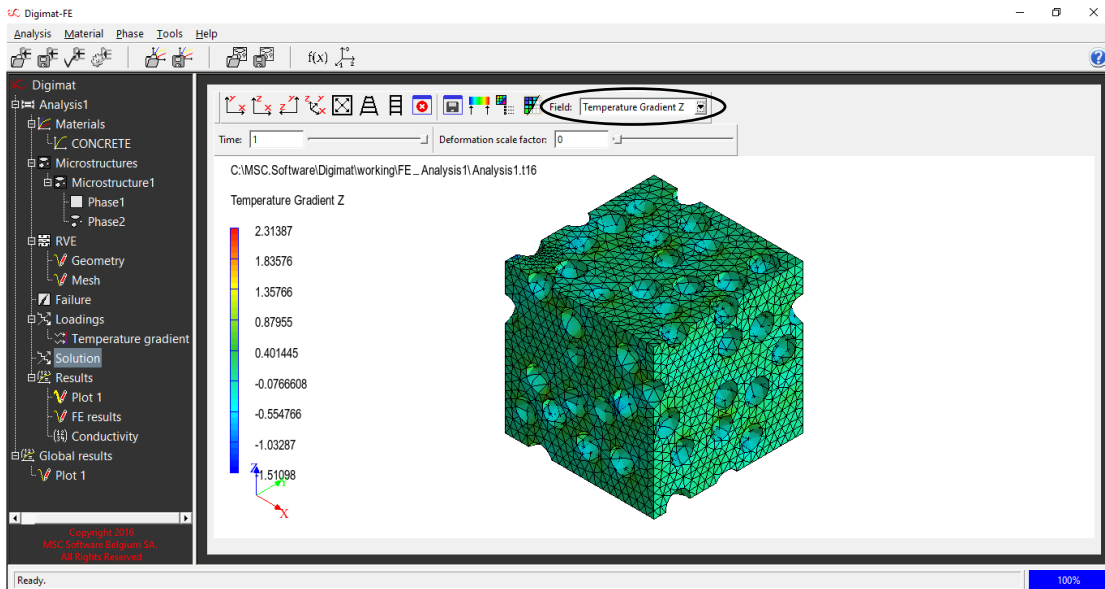 Digimat-FE
Analysis Material Phase Tools Help
f(x)
Digimat
Analysis1
Materials
CONCRETE
Microstructures
Microstructure1
Phase1
Phase2
RVE
Geometry
Mesh
Failure
Loadings
Temperature gradient
Solution
Results
Plot 1
FE results
Conductivity
Global results
Plot 1
Copyright 2016
MSC Software Belgium SA.
All Rights Reserved
Field: Temperature Gradient Z
Time: 1 Deformation scale factor: 0
C:\MSC.Software\Digimat\working\FE_Analysis1\Analysis1.t16
Temperature Gradient Z
2.31387
1.83576
1.35766
0.87955
0.401445
-0.0766608
-0.554766
-1.03287
-1.51098
Z
Y
X
Ready. 100%